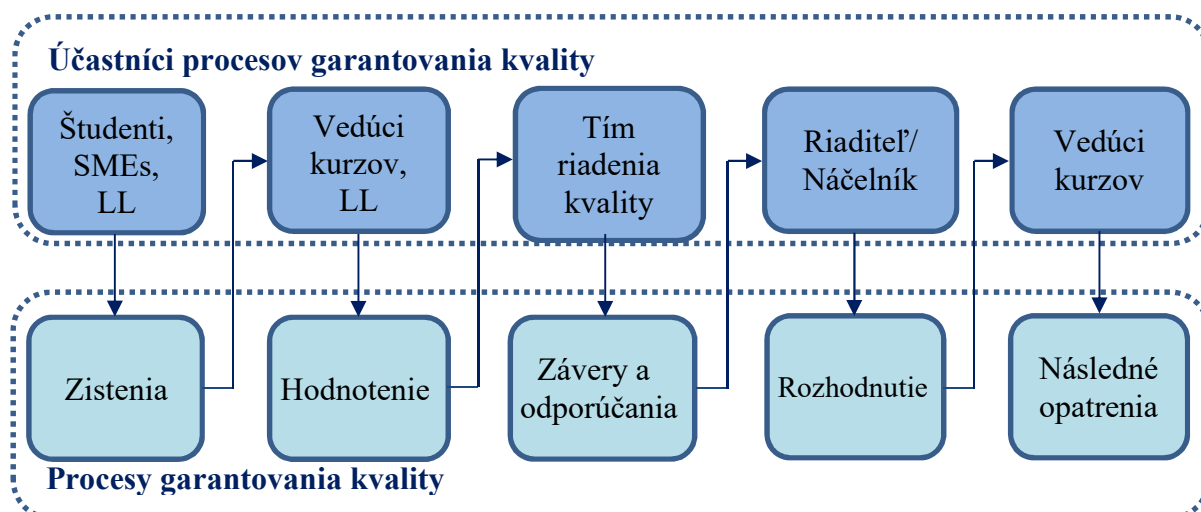 Účastníci procesov garantovania kvality
Študenti,
SMEs,
LL
Vedúci
kurzov,
LL
Tím
riadenia
kvality
Riaditeľ/
Náčelník
Vedúci
kurzov
Zistenia
Hodnotenie
Závery a
odporúčania
Rozhodnutie
Následné
opatrenia
Procesy garantovania kvality